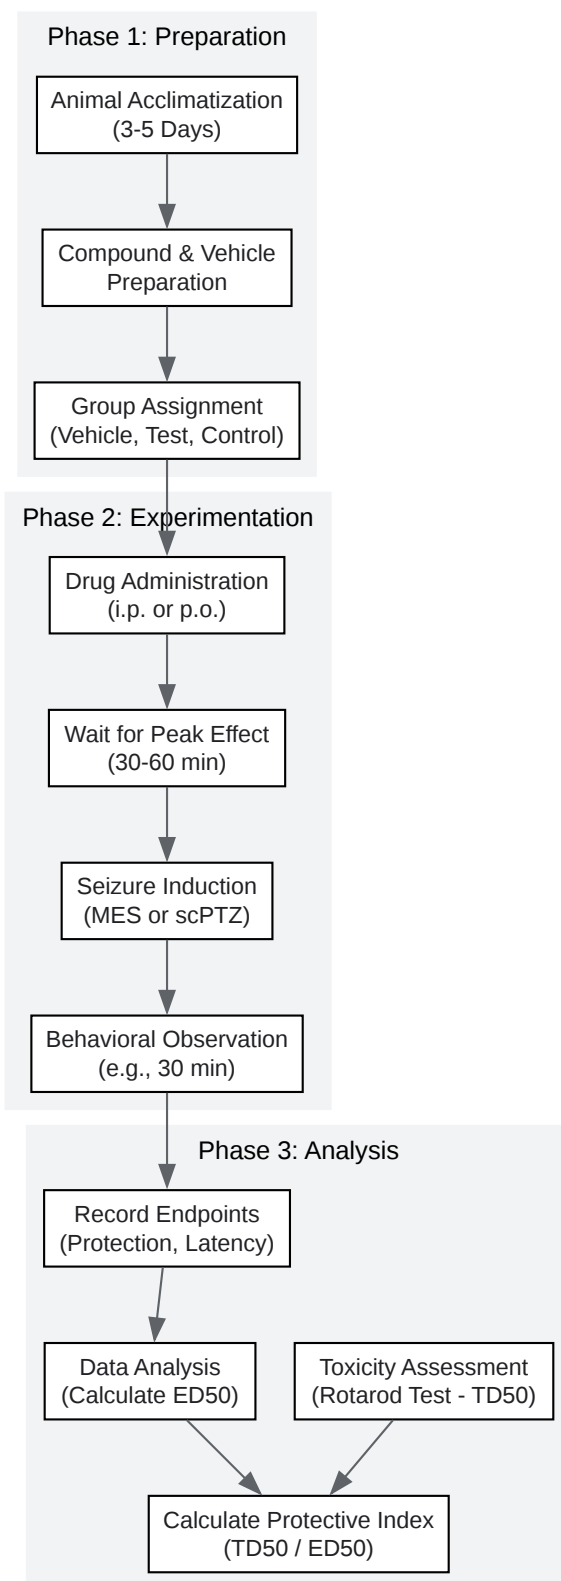 Phase 1: Preparation
Animal Acclimatization
(3-5 Days)
Compound & Vehicle
Preparation
Group Assignment
(Vehicle, Test, Control)
Phase 2: Experimentation
Drug Administration
(i.p. or p.o.)
Wait for Peak Effect
(30-60 min)
Seizure Induction
(MES or scPTZ)
Behavioral Observation
(e.g., 30 min)
Phase 3: Analysis
Record Endpoints
(Protection, Latency)
Data Analysis
(Calculate ED50)
Toxicity Assessment
(Rotarod Test - TD50)
Calculate Protective Index
(TD50 / ED50)